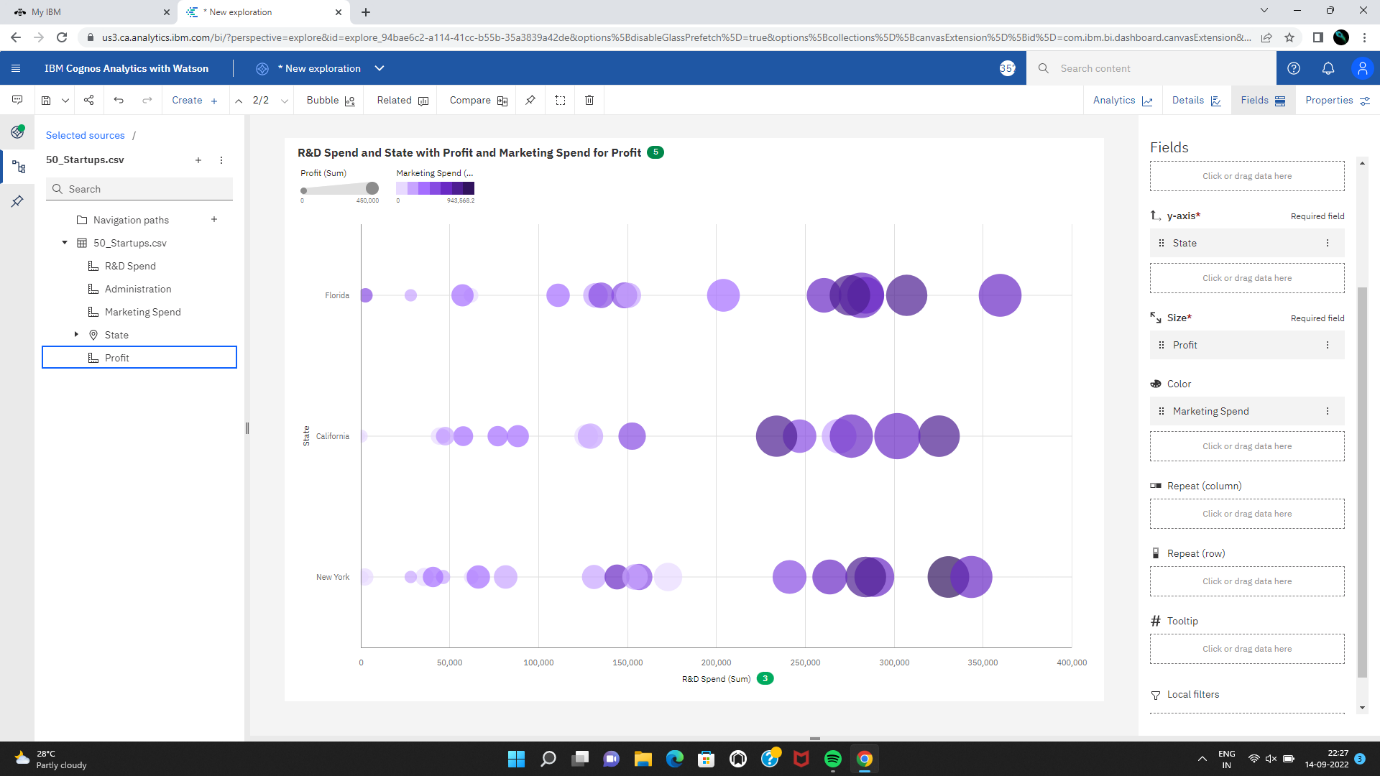 My IBM
* New exploration
us3.ca.analytics.ibm.com/bi/?perspective=explore&id=explore_94bae6c2-a114-41cc-b55b-35a3839a42de&options%5BdisableGlassPrefetch%5D=true&options%5Bcollections%5D%5BcanvasExtension%5D%5Bid%5D=com.ibm.bi.dashboard.canvasExtension&...
IBM Cognos Analytics with Watson
* New exploration
35
Search content
Create +
2/2
Bubble
Related
Compare
Analytics
Details
Fields
Properties
Selected sources /
50_Startups.csv
Search
Navigation paths
50_Startups.csv
R&D Spend
Administration
Marketing Spend
State
Profit
R&D Spend and State with Profit and Marketing Spend for Profit 5
Profit (Sum)
0 450,000
Marketing Spend (...
0 943,568.2
State
Florida
California
New York
0 50,000 100,000 150,000 200,000 250,000 300,000 350,000 400,000
R&D Spend (Sum) 3
Fields
Click or drag data here
y-axis* Required field
State
Click or drag data here
Size* Required field
Profit
Color
Marketing Spend
Click or drag data here
Repeat (column)
Click or drag data here
Repeat (row)
Click or drag data here
Tooltip
Click or drag data here
Local filters
28°C
Partly cloudy
ENG
IN
22:27
14-09-2022
3